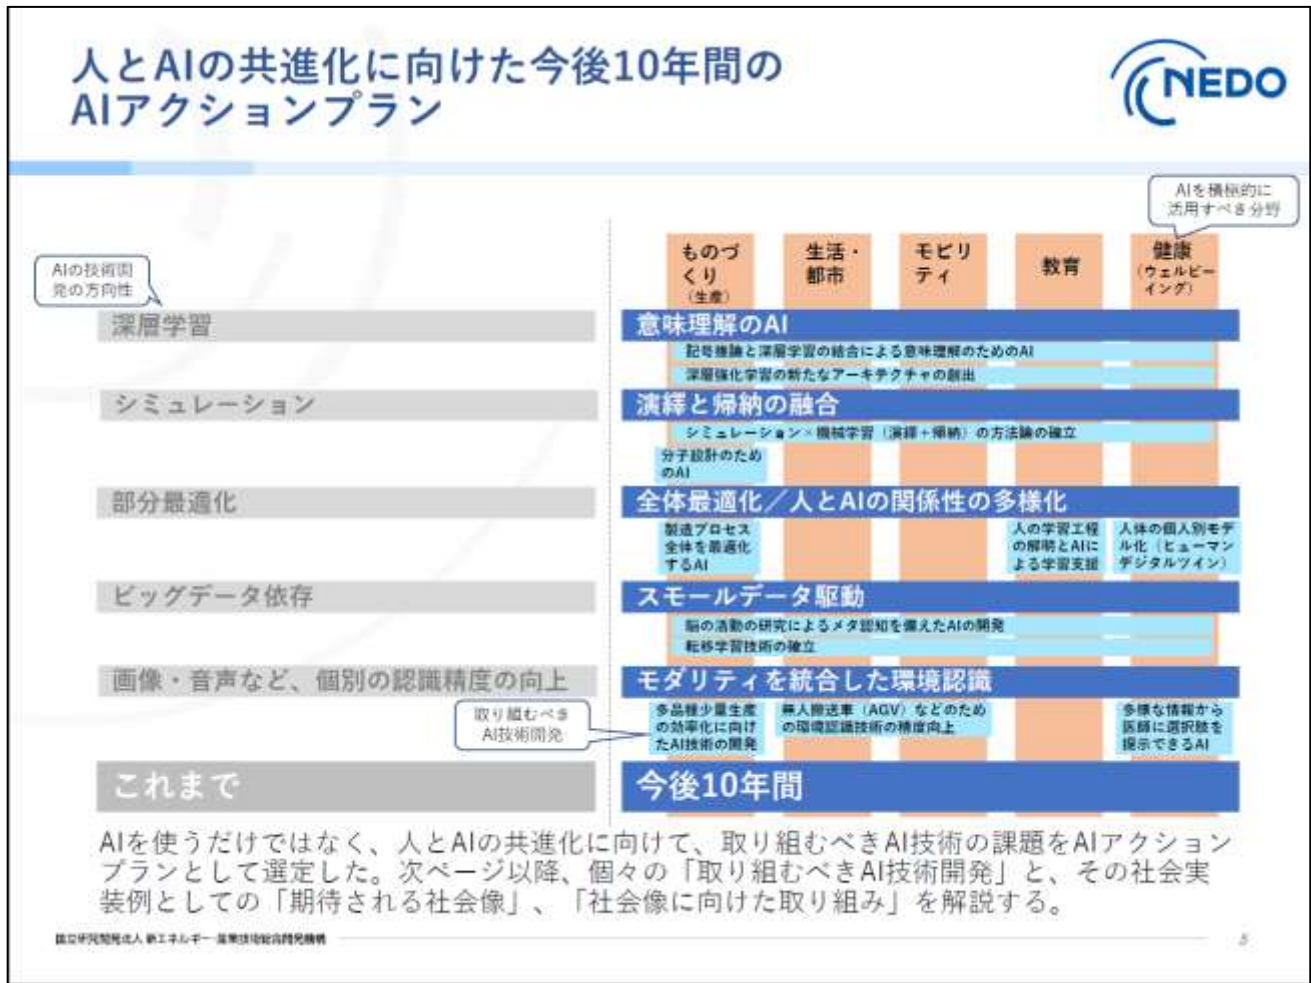 人とAIの共進化に向けた今後10年間の
AIアクションプラン
NEDO
AIを積極的に
活用すべき分野
AIの技術開
発の方向性
ものづ
くり
（生産）
生活・
都市
モビリ
ティ
教育
健康
（ウェルビー
イング）
深層学習
意味理解のAI
記号推論と深層学習の結合による意味理解のためのAI
深層強化学習の新たなアーキテクチャの創出
シミュレーション
演繹と帰納の融合
シミュレーション×機械学習（演繹＋帰納）の方法論の確立
分子設計のため
のAI
部分最適化
全体最適化／人とAIの関係性の多様化
製造プロセス
全体を最適化
するAI
人の学習工程
の解明とAIに
よる学習支援
人体の個人別モデ
ル化（ヒューマン
デジタルツイン）
ビッグデータ依存
スモールデータ駆動
脳の活動の研究によるメタ認知を備えたAIの開発
転移学習技術の確立
画像・音声など、個別の認識精度の向上
モダリティを統合した環境認識
取り組むべき
AI技術開発
多品種少量生産
の効率化に向け
たAI技術の開発
無人搬送車（AGV）などのため
の環境認識技術の精度向上
多様な情報から
医師に選択肢を
提示できるAI
これまで
今後10年間
AIを使うだけではなく、人とAIの共進化に向けて、取り組むべきAI技術の課題をAIアクション
プランとして選定した。次ページ以降、個々の「取り組むべきAI技術開発」と、その社会実
装例としての「期待される社会像」、「社会像に向けた取り組み」を解説する。
国立研究開発法人 新エネルギー・産業技術総合開発機構
5